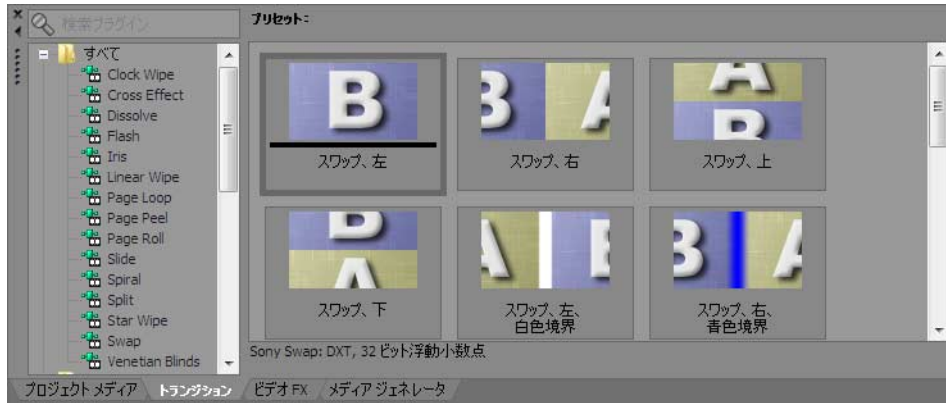 検索プラグイン
すべて
Clock Wipe
Cross Effect
Dissolve
Flash
Iris
Linear Wipe
Page Loop
Page Peel
Page Roll
Slide
Spiral
Split
Star Wipe
Swap
Venetian Blinds
プリセット:
B
スワップ、左
B A
スワップ、右
A
B
スワップ、上
B
A
スワップ、下
A B
スワップ、左、
白色境界
B A
スワップ、右、
青色境界
Sony Swap: DXT, 32 ビット浮動小数点
プロジェクト メディア
トランジション
ビデオ FX
メディア ジェネレータ